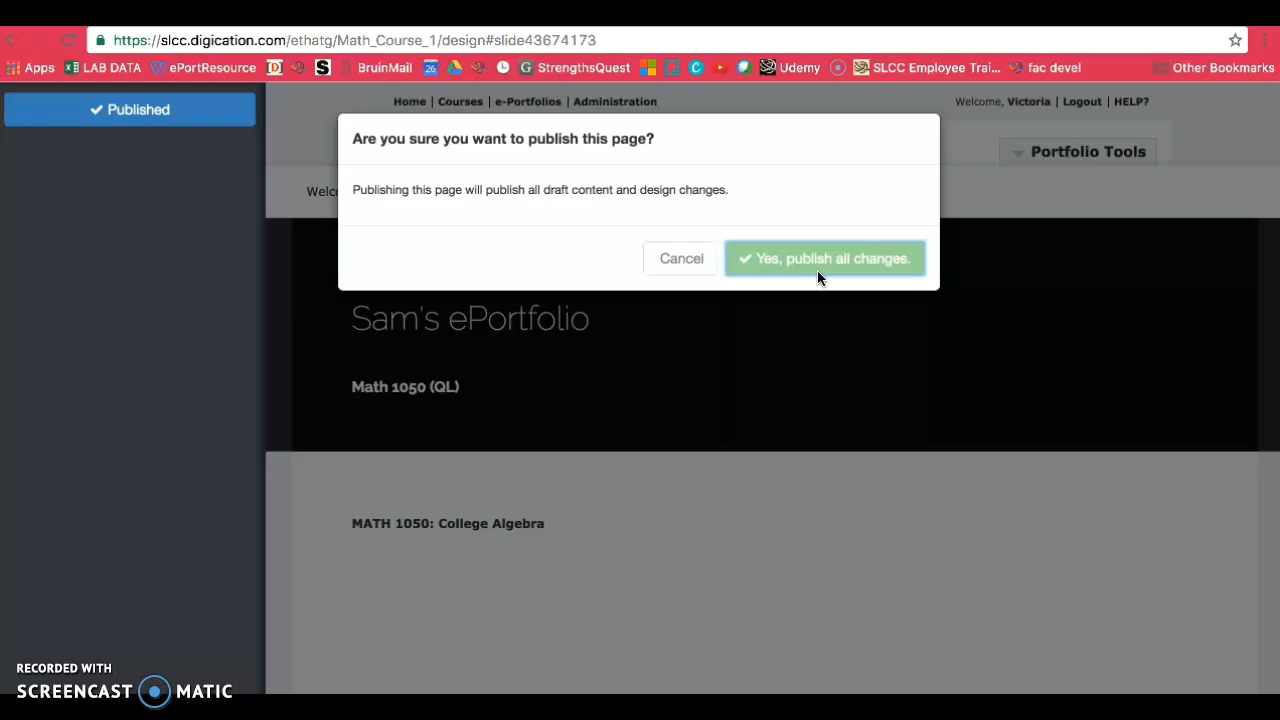 https://slcc.digication.com/ethatg/Math_Course_1/design#slide43674173
Apps LAB DATA ePortResource BruinMail 26 StrengthsQuest Udemy SLCC Employee Trai... fac devel Other Bookmarks
Published
Home | Courses | e-Portfolios | Administration
Welcome, Victoria | Logout | HELP?
Portfolio Tools
Welc
Are you sure you want to publish this page?
Publishing this page will publish all draft content and design changes.
Cancel
Yes, publish all changes.
Sam's ePortfolio
Math 1050 (QL)
MATH 1050: College Algebra
RECORDED WITH
SCREENCAST MATIC